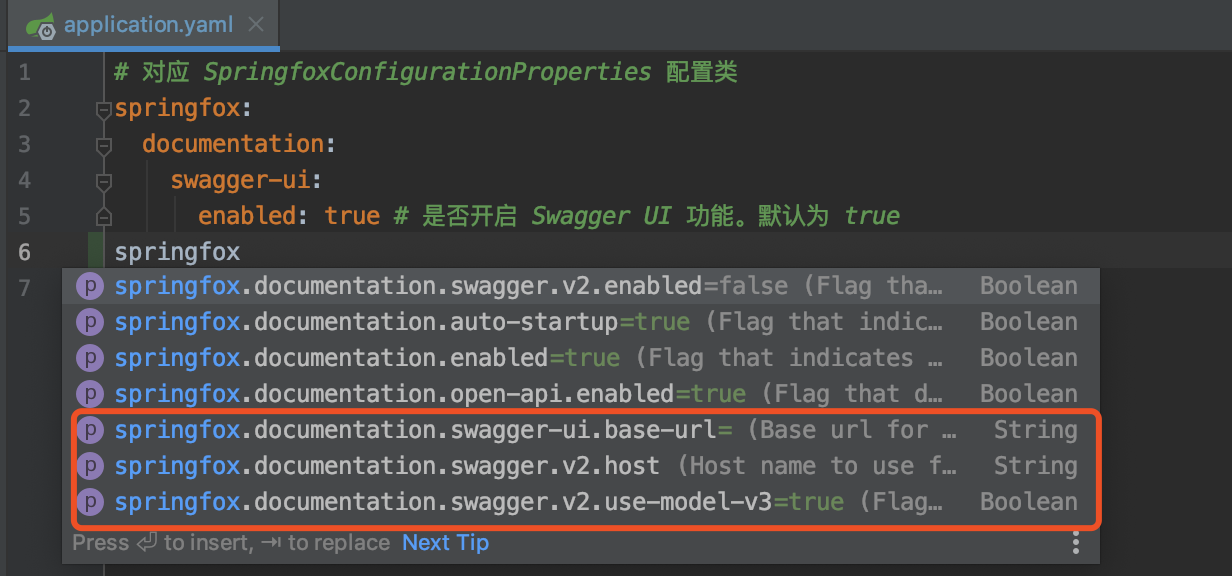 application.yaml
1 # 对应 SpringfoxConfigurationProperties 配置类
2 springfox:
3 documentation:
4 swagger-ui:
5 enabled: true # 是否开启 Swagger UI 功能。默认为 true
6 springfox
7
p springfox.documentation.swagger.v2.enabled=false (Flag tha… Boolean
p springfox.documentation.auto-startup=true (Flag that indic… Boolean
p springfox.documentation.enabled=true (Flag that indicates … Boolean
p springfox.documentation.open-api.enabled=true (Flag that d… Boolean
p springfox.documentation.swagger-ui.base-url= (Base url for … String
p springfox.documentation.swagger.v2.host (Host name to use f… String
p springfox.documentation.swagger.v2.use-model-v3=true (Flag… Boolean
Press ⏎ to insert, ⇥ to replace Next Tip